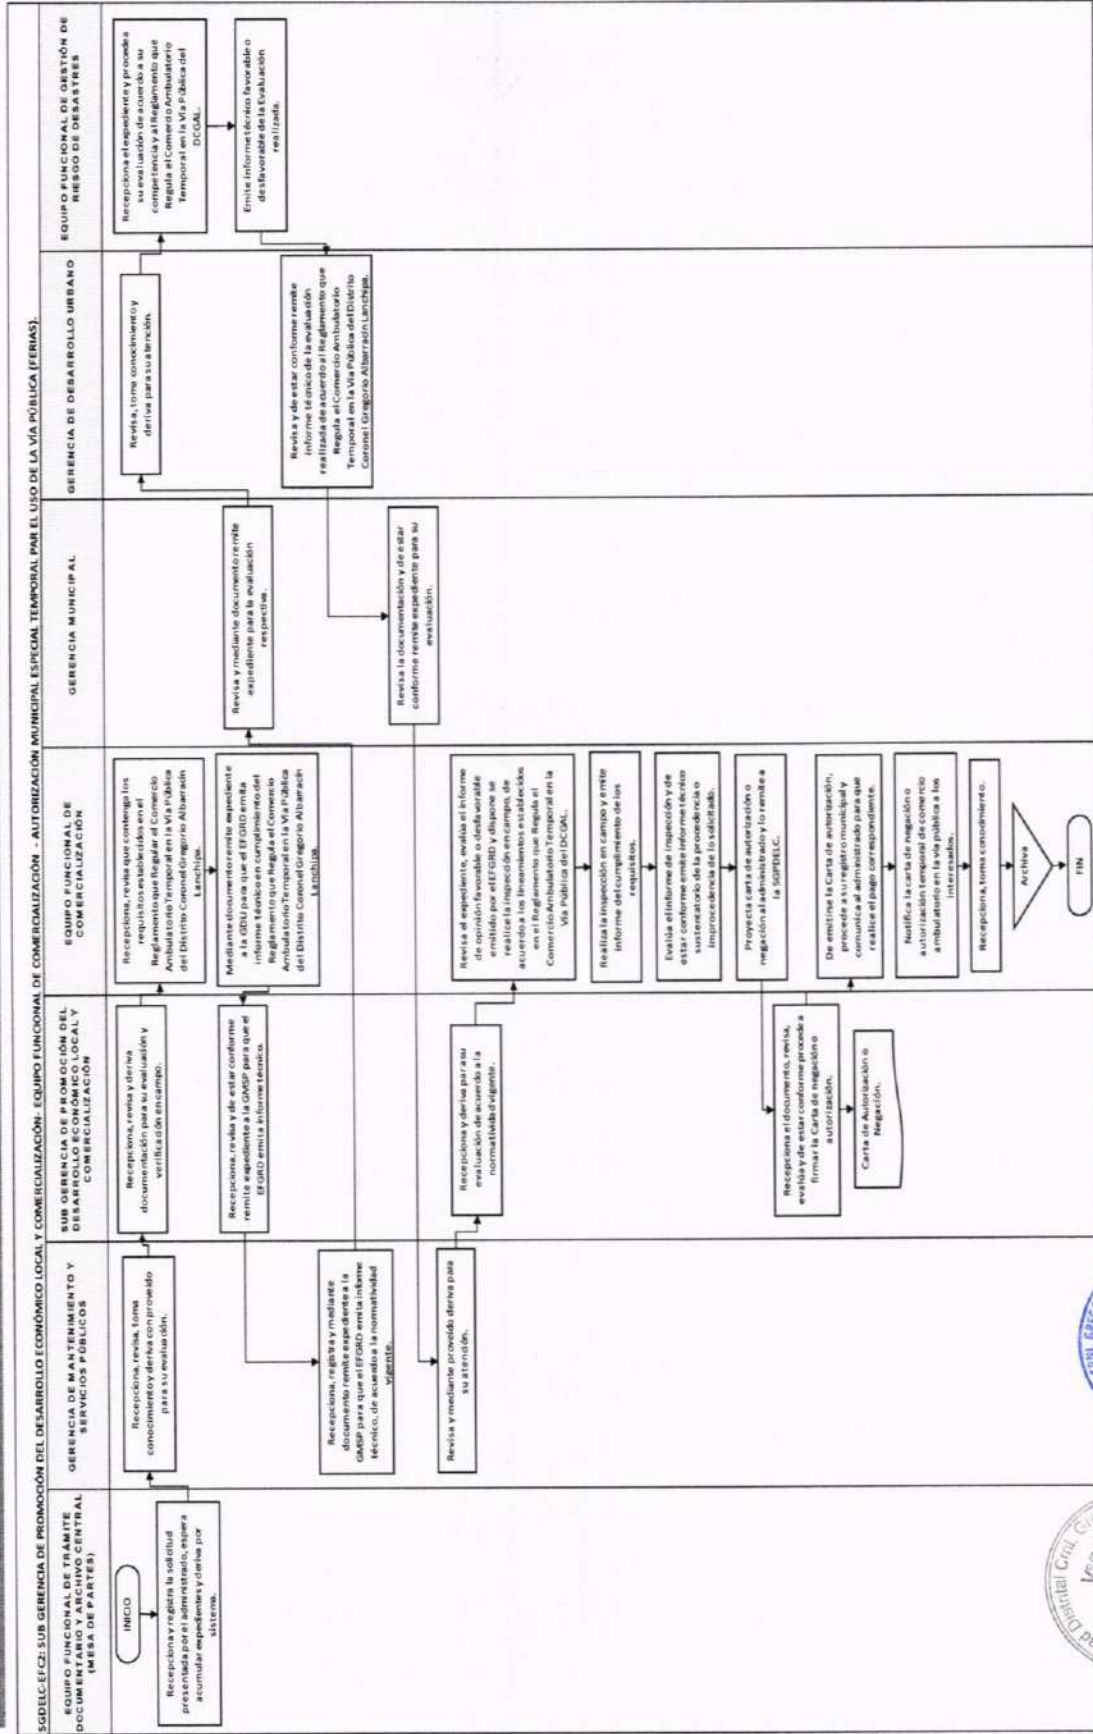 SGDELC-EFC2: SUB GERENCIA DE PROMOCIÓN DEL DESARROLLO ECONÓMICO LOCAL Y COMERCIALIZACIÓN- EQUIPO FUNCIONAL DE COMERCIALIZACIÓN - AUTORIZACIÓN MUNICIPAL ESPECIAL TEMPORAL PAR EL USO DE LA VÍA PÚBLICA (FERIAS).
EQUIPO FUNCIONAL DE TRÁMITE
DOCUMENTARIO Y ARCHIVO CENTRAL
(MESA DE PARTES)
GERENCIA DE MANTENIMIENTO Y
SERVICIOS PÚBLICOS
SUB GERENCIA DE PROMOCIÓN DEL
DESARROLLO ECONÓMICO LOCAL Y
COMERCIALIZACIÓN
EQUIPO FUNCIONAL DE
COMERCIALIZACIÓN
GERENCIA MUNICIPAL
GERENCIA DE DESARROLLO URBANO
EQUIPO FUNCIONAL DE GESTIÓN DE
RIESGO DE DESASTRES
INICIO
Recepciona y registra la solicitud
presentada por el administrado, espera
acumular expedientes y deriva por
sistema.
Recepciona, revisa, toma
conocimiento y deriva con proveido
para su evaluación.
Recepciona, revisa y deriva
documentación para su evaluación y
verificación en campo.
Recepciona, revisa que contenga los
requisitos establecidos en el
Reglamento que Regular el Comercio
Ambulatorio Temporal en la Vía Pública
del Distrito Coronel Gregorio Albarracín
Lanchipa.
Mediante documento remite expediente
a la GDU para que el EFGRD emita
informe técnico en cumplimiento del
Reglamento que Regula el Comercio
Ambulatorio Temporal en la Vía Pública
del Distrito Coronel Gregorio Albarracín
Lanchipa.
Recepciona, revisa y de estar conforme
remite expediente a la GMSP para que el
EFGRD emita informe técnico.
Recepciona, registra y mediante
documento remite expediente a la
GMSP para que el EFGRD emita informe
técnico, de acuerdo a la normatividad
vigente.
Revisa y mediante documento remite
expediente para la evaluación
respectiva.
Revisa, toma conocimiento y
deriva para su atención.
Recepciona el expediente y procede a
su evaluación de acuerdo a su
competencia y al Reglamento que
Regula el Comercio Ambulatorio
Temporal en la Vía Pública del
DCGAL.
Emite informe técnico favorable o
desfavorable de la Evaluación
realizada.
Revisa y de estar conforme remite
informe técnico de la evaluación
realizada de acuerdo al Reglamento que
Regula el Comercio Ambulatorio
Temporal en la Vía Pública del Distrito
Coronel Gregorio Albarracín Lanchipa.
Revisa la documentación y de estar
conforme remite expediente para su
evaluación.
Revisa y mediante proveído deriva para
su atención.
Recepciona y deriva para su
evaluación de acuerdo a la
normatividad vigente.
Revisa el expediente, evalúa el informe
de opinión favorable o desfavorable
emitido por el EFGRD y dispone se
realice la inspección en campo, de
acuerdo a los lineamientos establecidos
en el Reglamento que Regula el
Comercio Ambulatorio Temporal en la
Vía Pública del DCGAL.
Realiza la inspección en campo y emite
informe del cumplimiento de los
requisitos.
Evalúa el informe de inspección y de
estar conforme emite informe técnico
sustentatorio de la procedencia o
improcedencia de lo solicitado.
Proyecta carta de autorización o
negación al administrado y lo remite a
la SGPDELC.
Recepciona el documento, revisa,
evalúa y de estar conforme procede a
firmar la Carta de negación o
autorización.
Carta de Autorización o
Negación.
De emitirse la Carta de autorización,
procede a su registro municipal y
comunica al administrado para que
realice el pago correspondiente.
Notifica la carta de negación o
autorización temporal de comercio
ambulatorio en la vía pública a los
interesados.
Recepciona, toma conocimiento.
Archiva
FIN
Distrital Crnl.